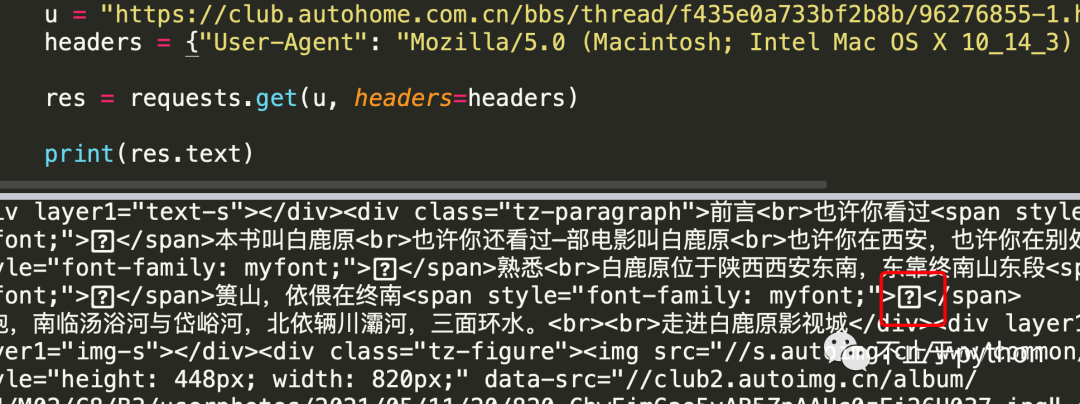 u = "https://club.autohome.com.cn/bbs/thread/f435e0a733bf2b8b/96276855-1.h
headers = {"User-Agent": "Mozilla/5.0 (Macintosh; Intel Mac OS X 10_14_3)
res = requests.get(u, headers=headers)
print(res.text)
iv layer1="text-s"></div><div class="tz-paragraph">前言<br>也许你看过<span style
font;">?</span>本书叫白鹿原<br>也许你还看过一部电影叫白鹿原<br>也许你在西安，也许你在别处
yle="font-family: myfont;">?</span>熟悉<br>白鹿原位于陕西西安东南，东靠终南山东段<sp
font;">?</span>篑山，依偎在终南<span style="font-family: myfont;">?</span>
包，南临汤浴河与岱峪河，北依辆川灞河，三面环水。<br><br>走进白鹿原影视城</div><div layer1
yer1="img-s"></div><div class="tz-figure"><img src="//s.autoimg.cn/
yle="height: 448px; width: 820px;" data-src="//club2.autoimg.cn/album/
不止于python